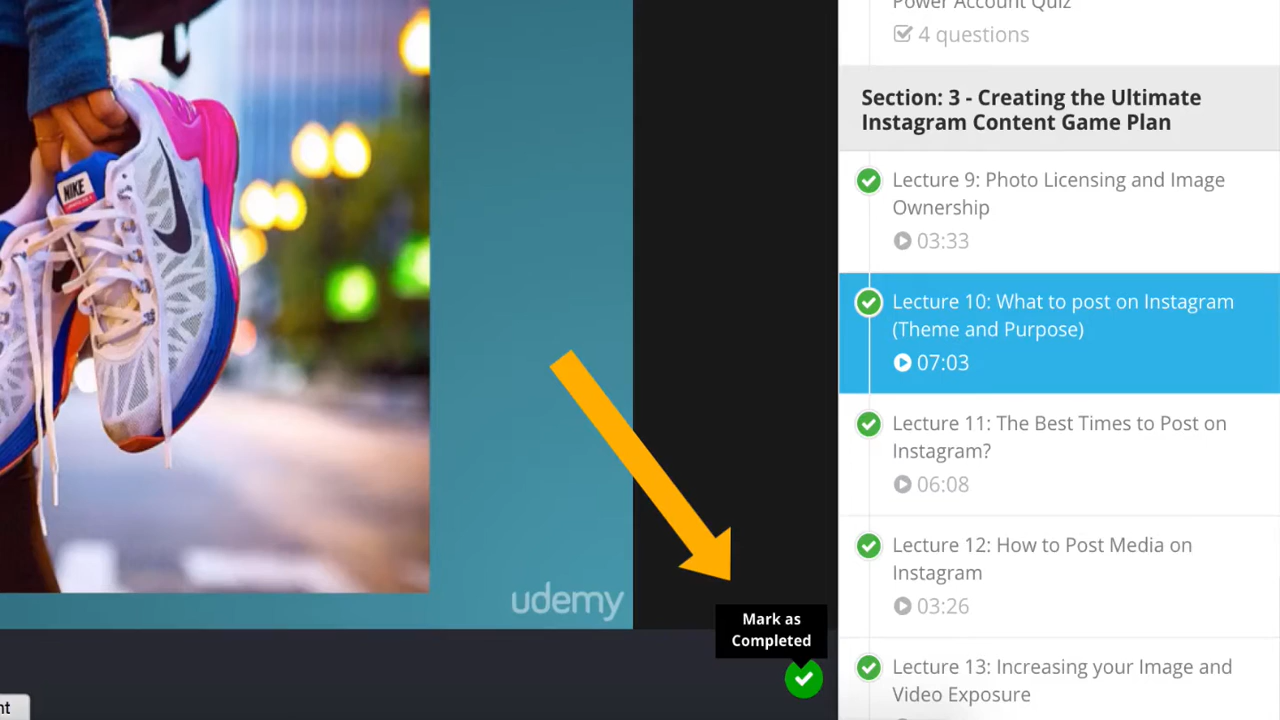 Power Account Quiz
4 questions
Section: 3 - Creating the Ultimate
Instagram Content Game Plan
Lecture 9: Photo Licensing and Image
Ownership
03:33
Lecture 10: What to post on Instagram
(Theme and Purpose)
07:03
Lecture 11: The Best Times to Post on
Instagram?
06:08
Lecture 12: How to Post Media on
Instagram
03:26
Lecture 13: Increasing your Image and
Video Exposure
NIKE
udemy
Mark as
Completed